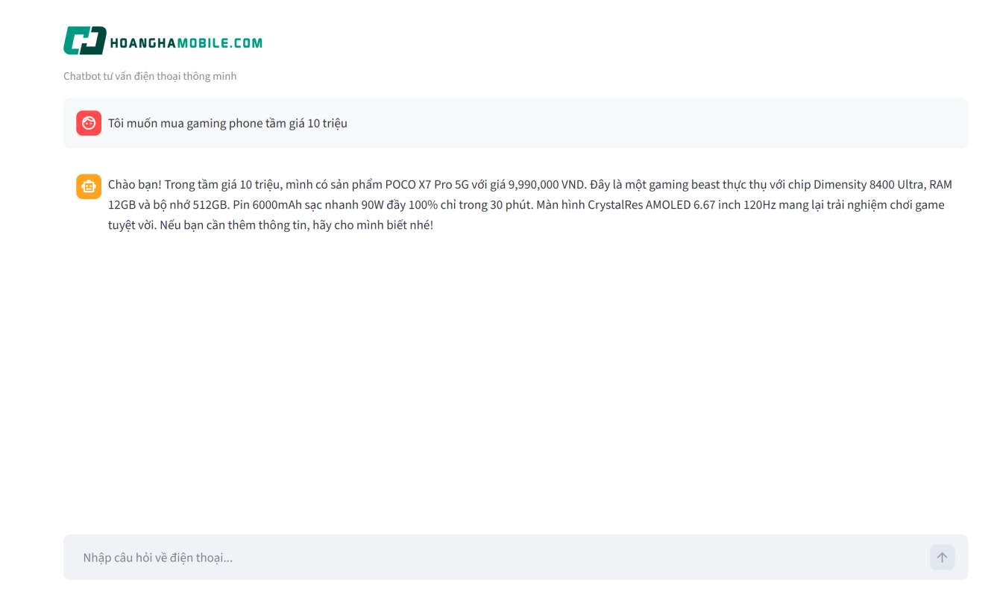 HOANGHAMOBILE.COM
Chatbot tư vấn điện thoại thông minh
Tôi muốn mua gaming phone tầm giá 10 triệu
Chào bạn! Trong tầm giá 10 triệu, mình có sản phẩm POCO X7 Pro 5G với giá 9,990,000 VND. Đây là một gaming beast thực thụ với chip Dimensity 8400 Ultra, RAM
12GB và bộ nhớ 512GB. Pin 6000mAh sạc nhanh 90W đầy 100% chỉ trong 30 phút. Màn hình CrystalRes AMOLED 6.67 inch 120Hz mang lại trải nghiệm chơi game
tuyệt vời. Nếu bạn cần thêm thông tin, hãy cho mình biết nhé!
Nhập câu hỏi về điện thoại...